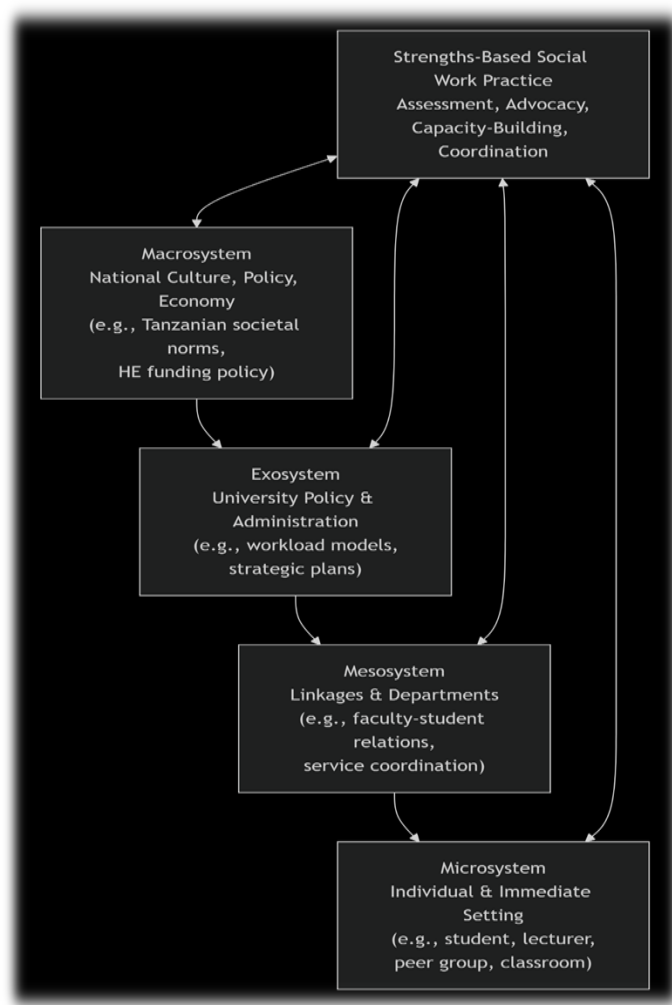 Strengths-Based Social
Work Practice
Assessment, Advocacy,
Capacity-Building,
Coordination
Macrosystem
National Culture, Policy,
Economy
(e.g., Tanzanian societal
norms,
HE funding policy)
Exosystem
University Policy &
Administration
(e.g., workload models,
strategic plans)
Mesosystem
Linkages & Departments
(e.g., faculty-student
relations,
service coordination)
Microsystem
Individual & Immediate
Setting
(e.g., student, lecturer,
peer group, classroom)